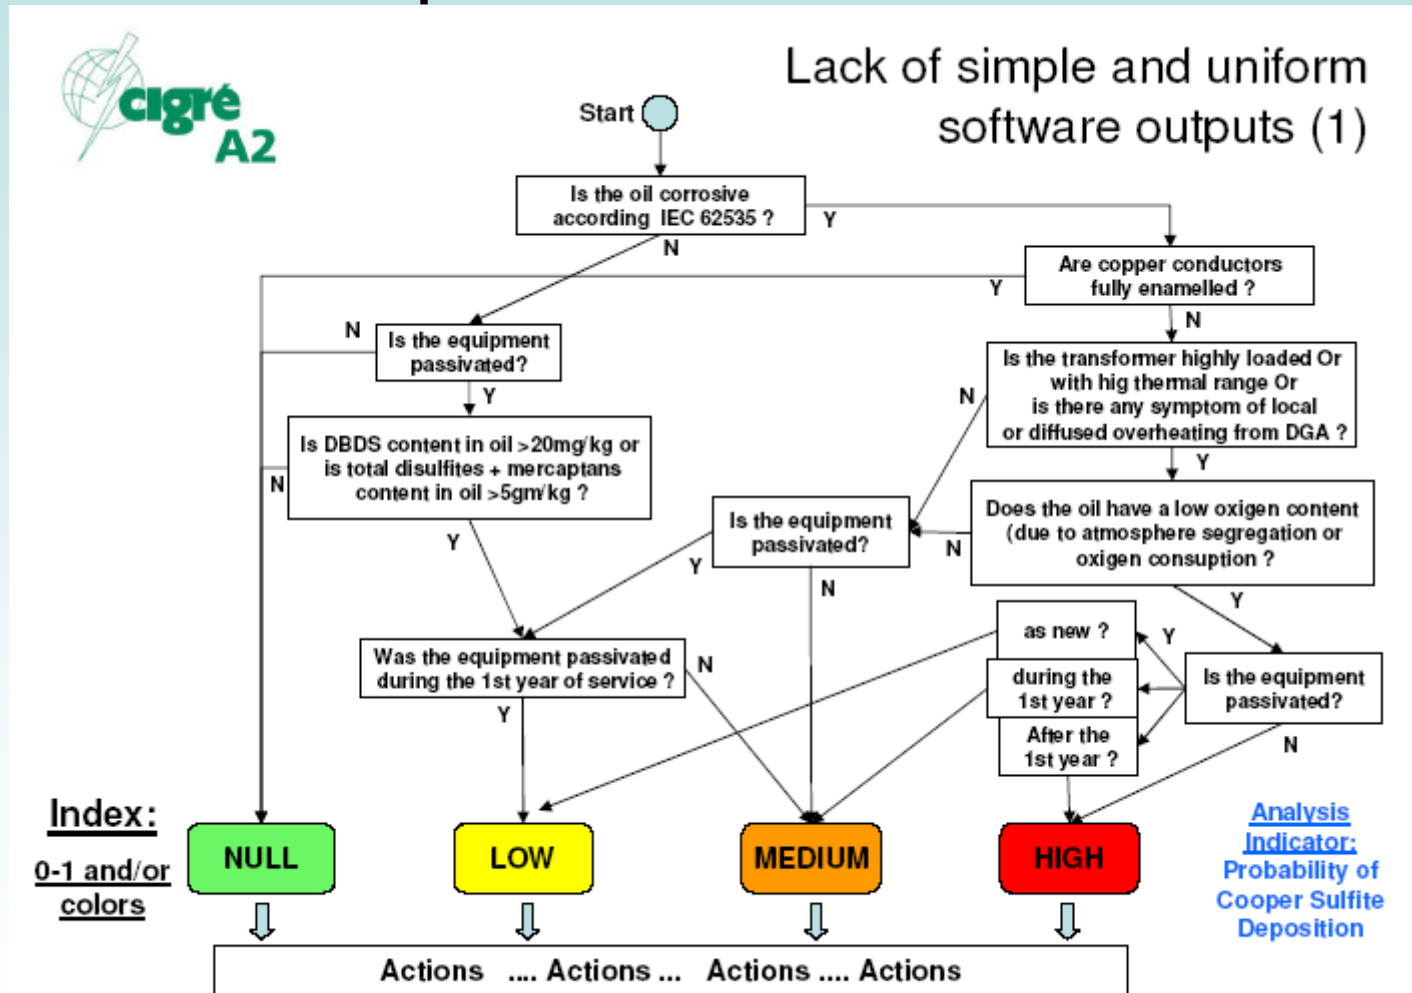 cigré
A2
Lack of simple and uniform
software outputs (1)
Start
Is the oil corrosive
according IEC 62535 ?
Y
N
Are copper conductors
fully enamelled ?
Y
N
N
Is the equipment
passivated?
Y
Is the transformer highly loaded Or
with hig thermal range Or
is there any symptom of local
or diffused overheating from DGA ?
N
Y
Is DBDS content in oil >20mg/kg or
is total disulfites + mercaptans
content in oil >5gm/kg ?
N
Y
Does the oil have a low oxigen content
(due to atmosphere segregation or
oxigen consuption ?
N
Y
Is the equipment
passivated?
Y
N
as new ?
during the
1st year ?
After the
1st year ?
Y
Is the equipment
passivated?
N
Was the equipment passivated
during the 1st year of service ?
N
Y
Index:
0-1 and/or
colors
NULL
LOW
MEDIUM
HIGH
Analysis
Indicator:
Probability of
Cooper Sulfite
Deposition
Actions .... Actions ... Actions .... Actions